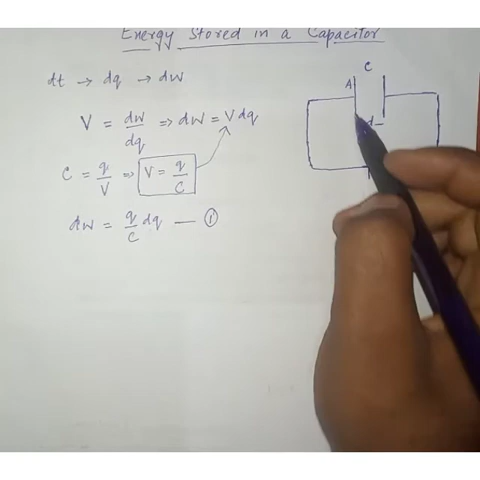 Energy Stored in a Capacitor
dt → dq → dw
V = dw/dq ⇒ dw = V dq
C = q/V ⇒ V = q/C
dw = q/C dq — ①
C
A
d